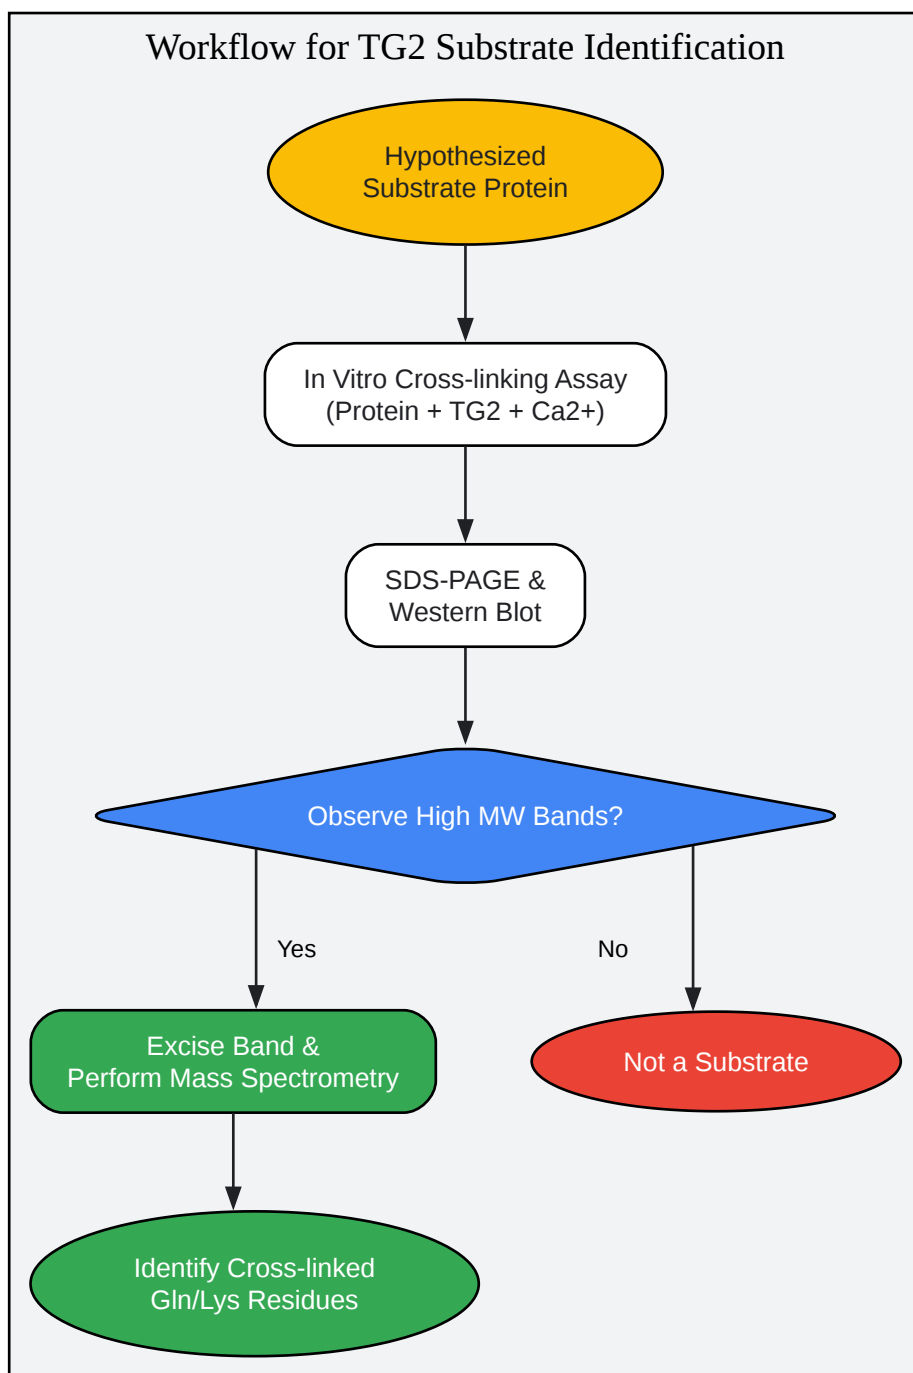 Workflow for TG2 Substrate Identification
Hypothesized
Substrate Protein
In Vitro Cross-linking Assay
(Protein + TG2 + Ca2+)
SDS-PAGE &
Western Blot
Observe High MW Bands?
Yes
No
Excise Band &
Perform Mass Spectrometry
Not a Substrate
Identify Cross-linked
Gln/Lys Residues